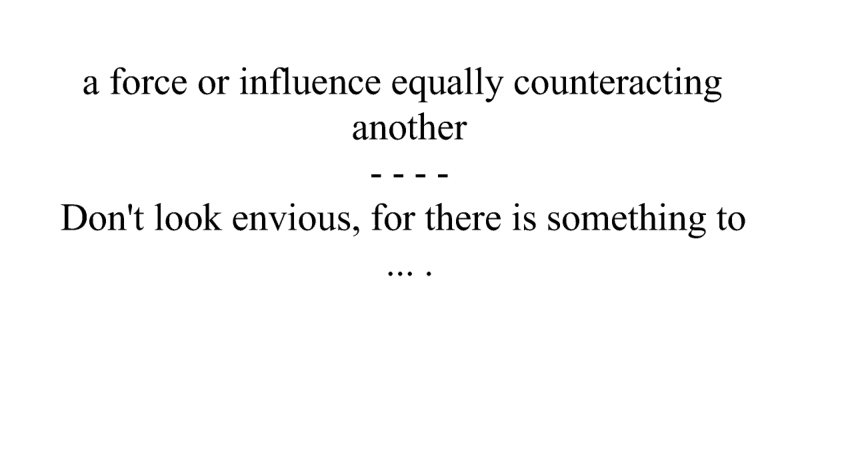 a force or influence equally counteracting
another
- - - -
Don't look envious, for there is something to
... .